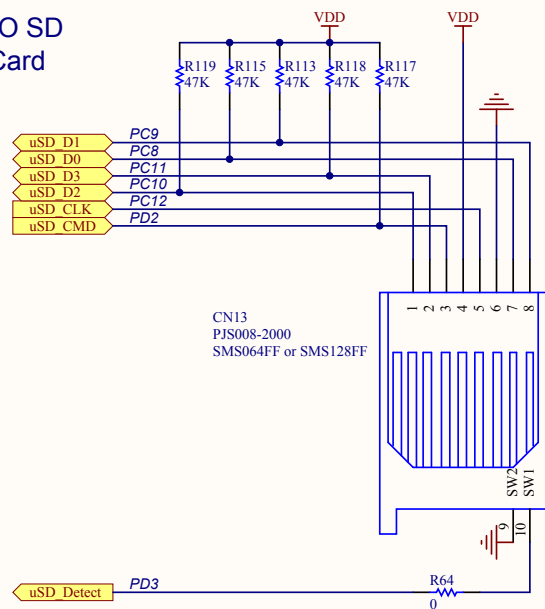 O SD
Card
VDD
VDD
R119
47K
R115
47K
R113
47K
R118
47K
R117
47K
uSD_D1
PC9
uSD_D0
PC8
uSD_D3
PC11
uSD_D2
PC10
uSD_CLK
PC12
uSD_CMD
PD2
1
2
3
4
5
6
7
8
CN13
PJS008-2000
SMS064FF or SMS128FF
SW2
SW1
9
10
uSD_Detect
PD3
R64
0